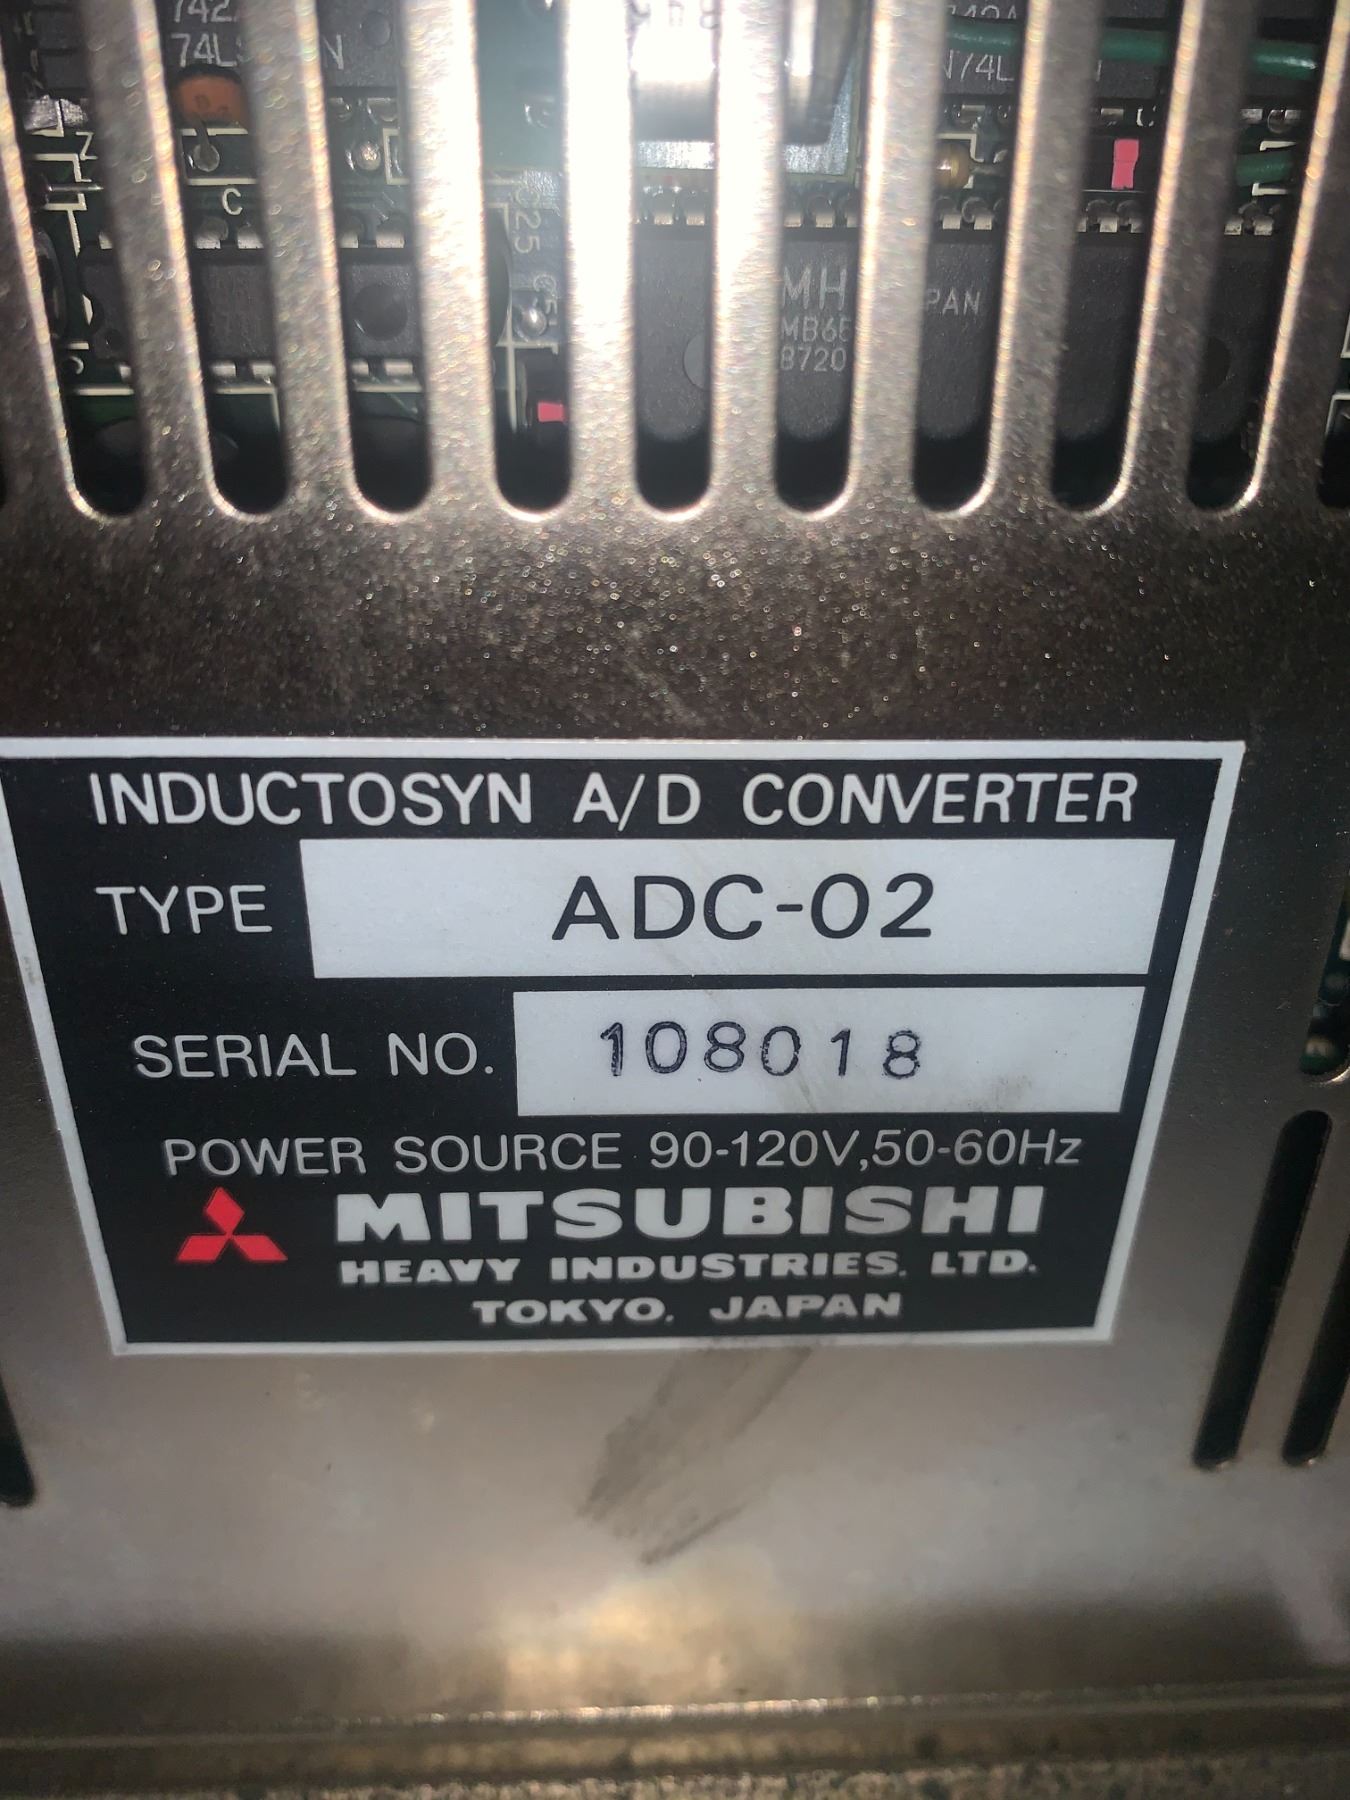 C
C25
MH
PAN
8720
INDUCTOSYN A/D CONVERTER
TYPE ADC-02
SERIAL NO. 108018
POWER SOURCE 90-120V,50-60Hz
MITSUBISHI
HEAVY INDUSTRIES, LTD.
TOKYO, JAPAN